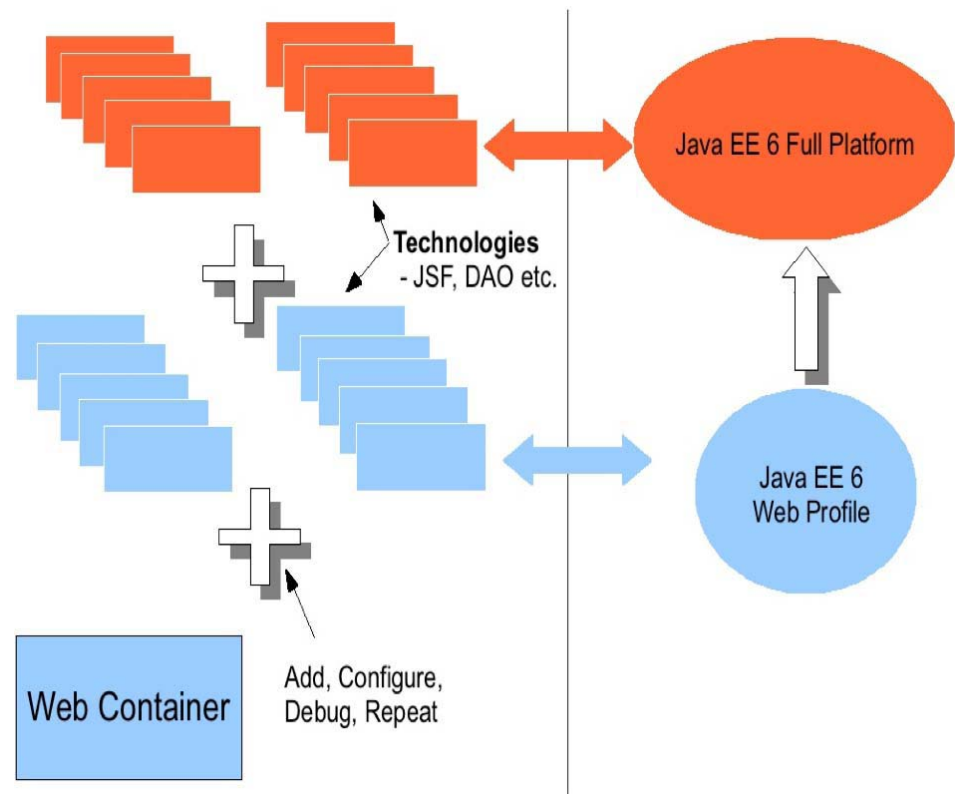 Java EE 6 Full Platform
Technologies
- JSF, DAO etc.
Java EE 6
Web Profile
Web Container
Add, Configure,
Debug, Repeat